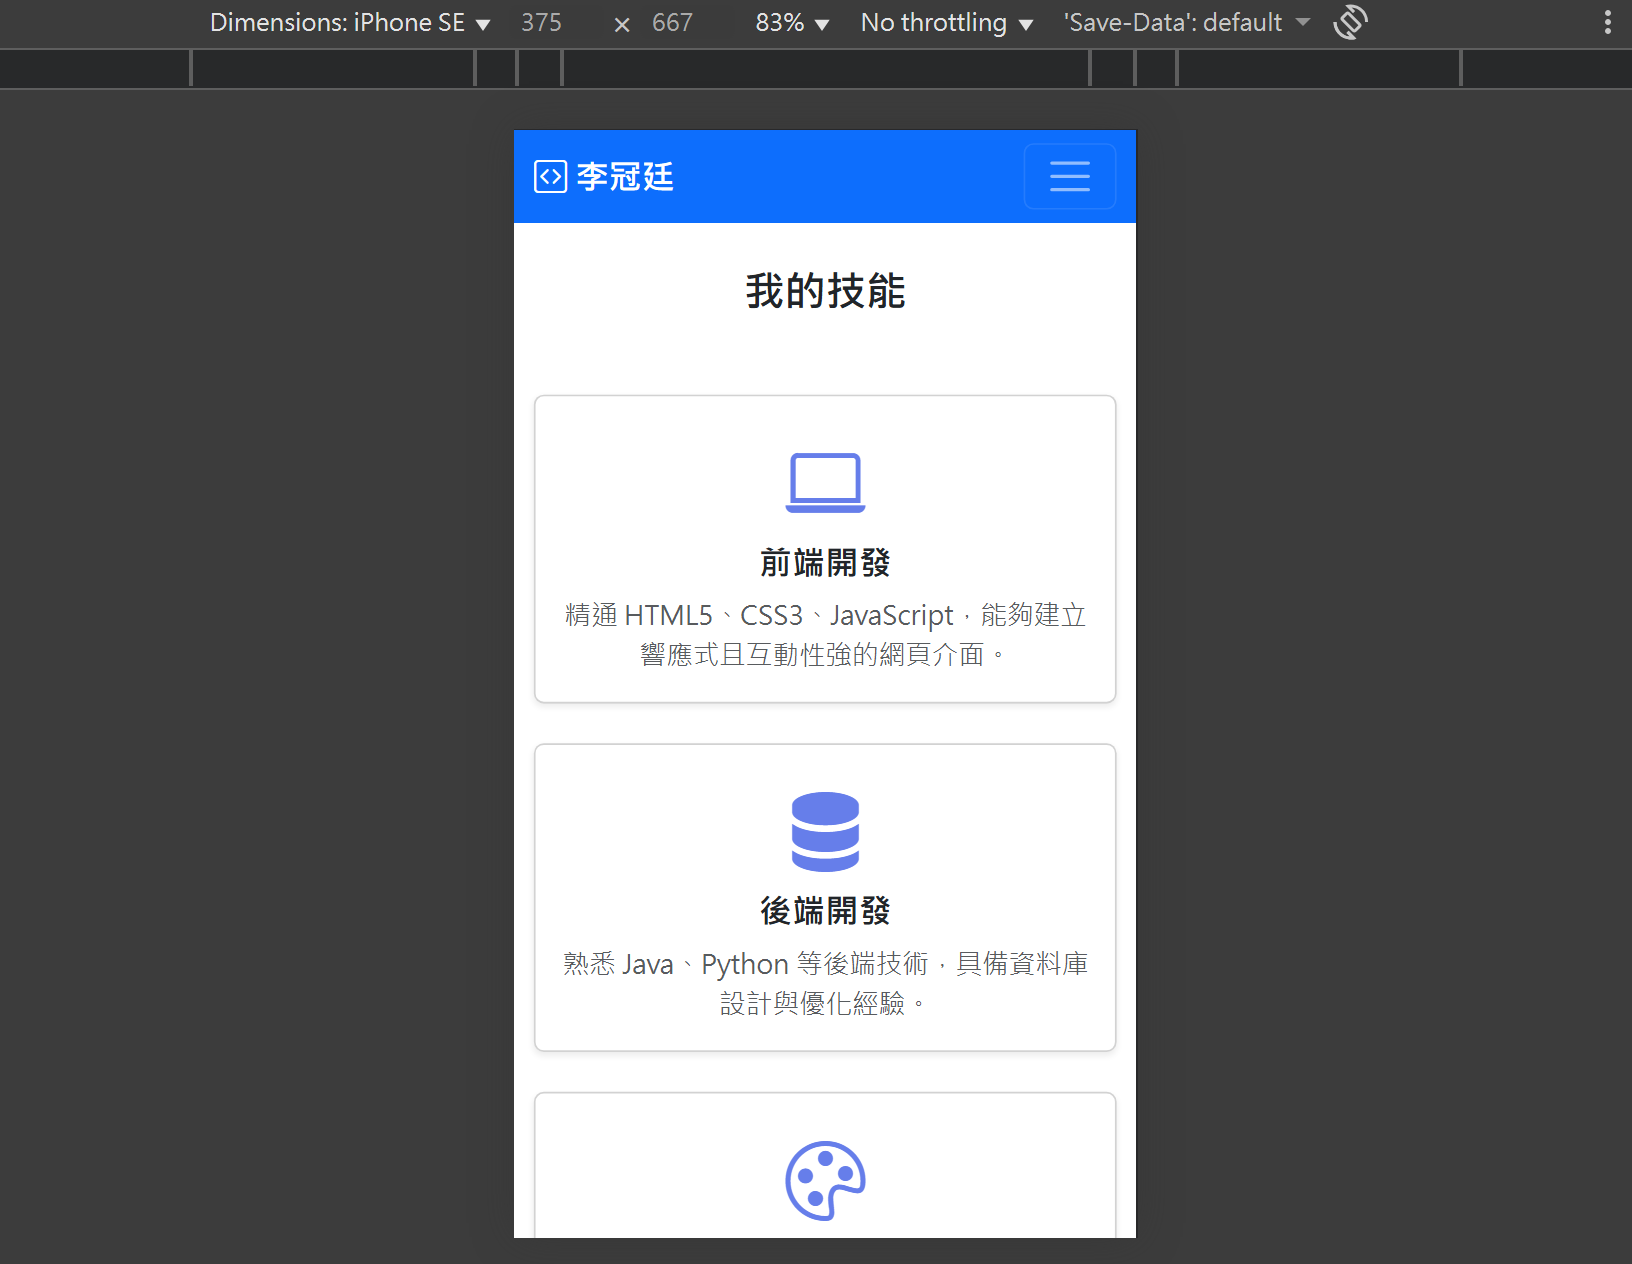 Dimensions: iPhone SE ▼ 375 × 667 83% ▼ No throttling ▼ 'Save-Data': default
李冠廷
我的技能
前端開發
精通 HTML5、CSS3、JavaScript，能夠建立
響應式且互動性強的網頁介面。
後端開發
熟悉 Java、Python 等後端技術，具備資料庫
設計與優化經驗。